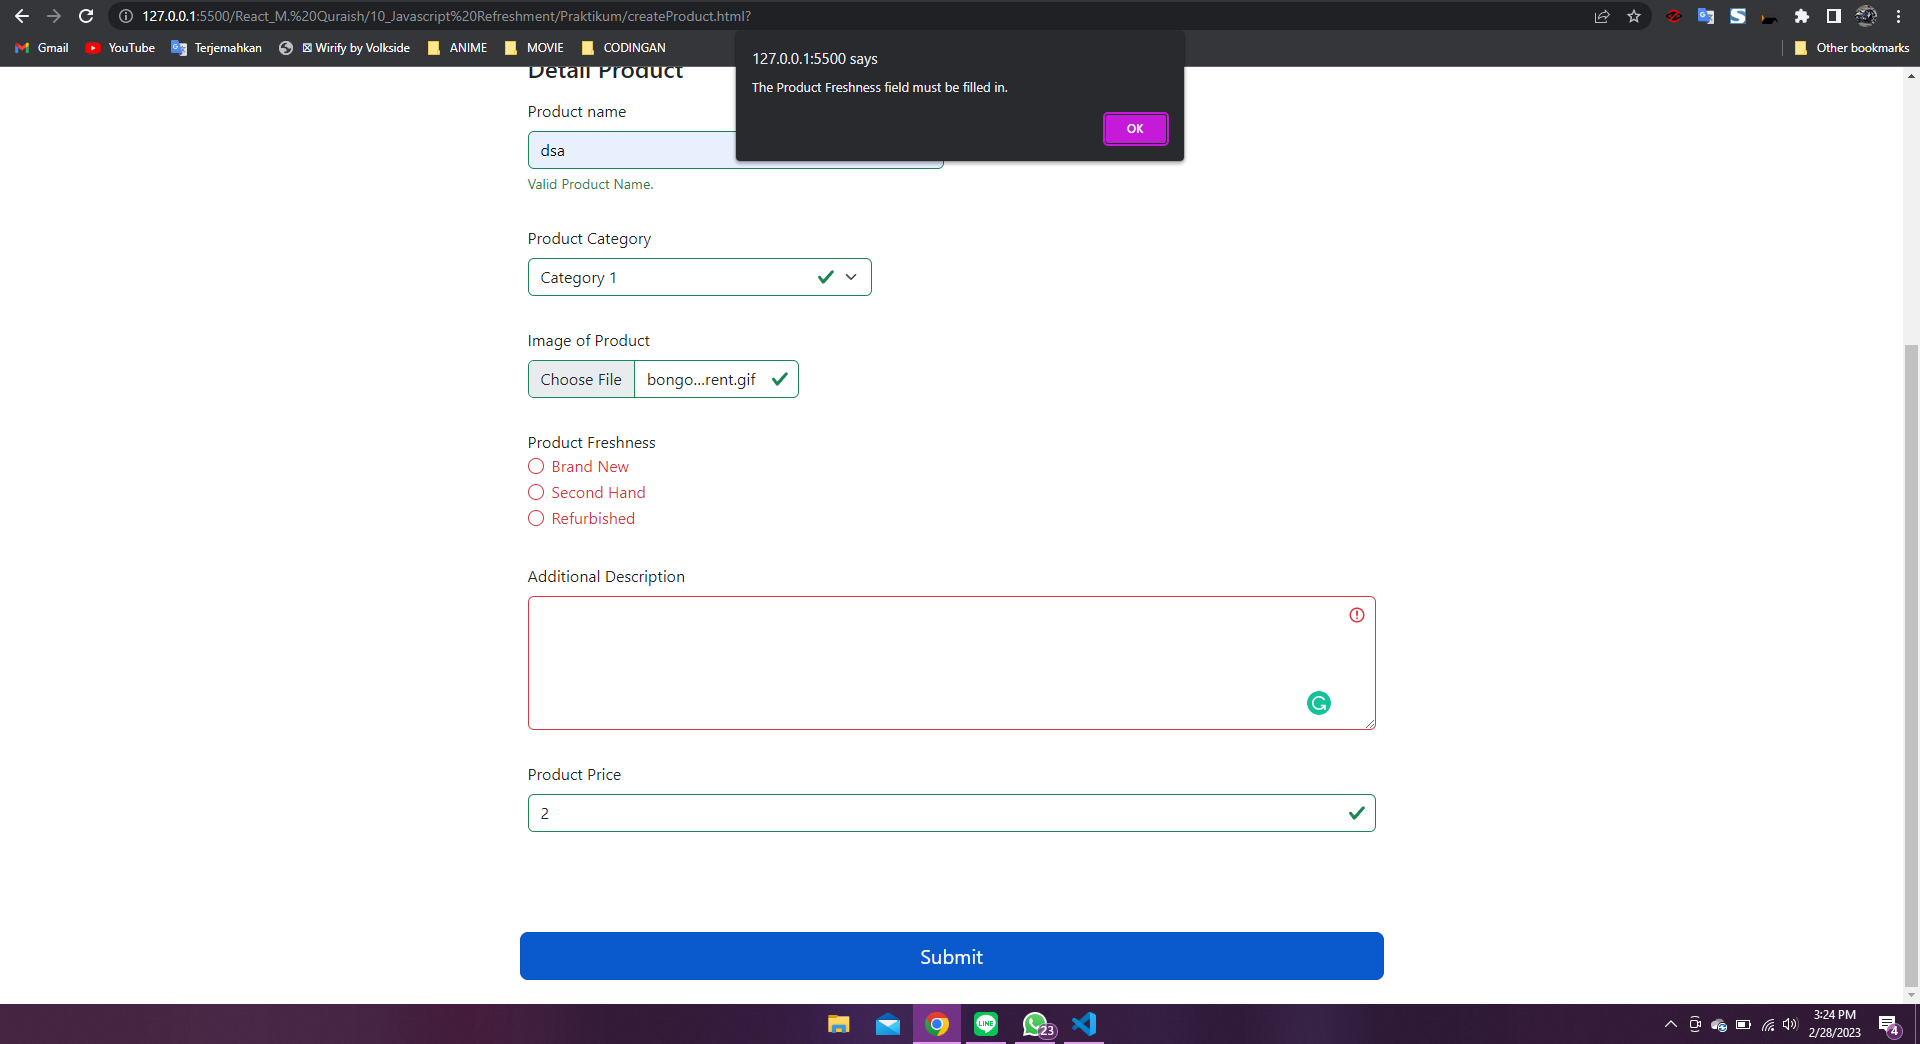 127.0.0.1:5500/React_M.%20Quraish/10_Javascript%20Refreshment/Praktikum/createProduct.html?
Gmail
YouTube
Terjemahkan
Wirify by Volkside
ANIME
MOVIE
CODINGAN
Other bookmarks
127.0.0.1:5500 says
The Product Freshness field must be filled in.
OK
Detail Product
Product name
dsa
Valid Product Name.
Product Category
Category 1
Image of Product
Choose File
bongo...rent.gif
Product Freshness
Brand New
Second Hand
Refurbished
Additional Description
Product Price
2
Submit
LINE
23
3:24 PM
2/28/2023
4